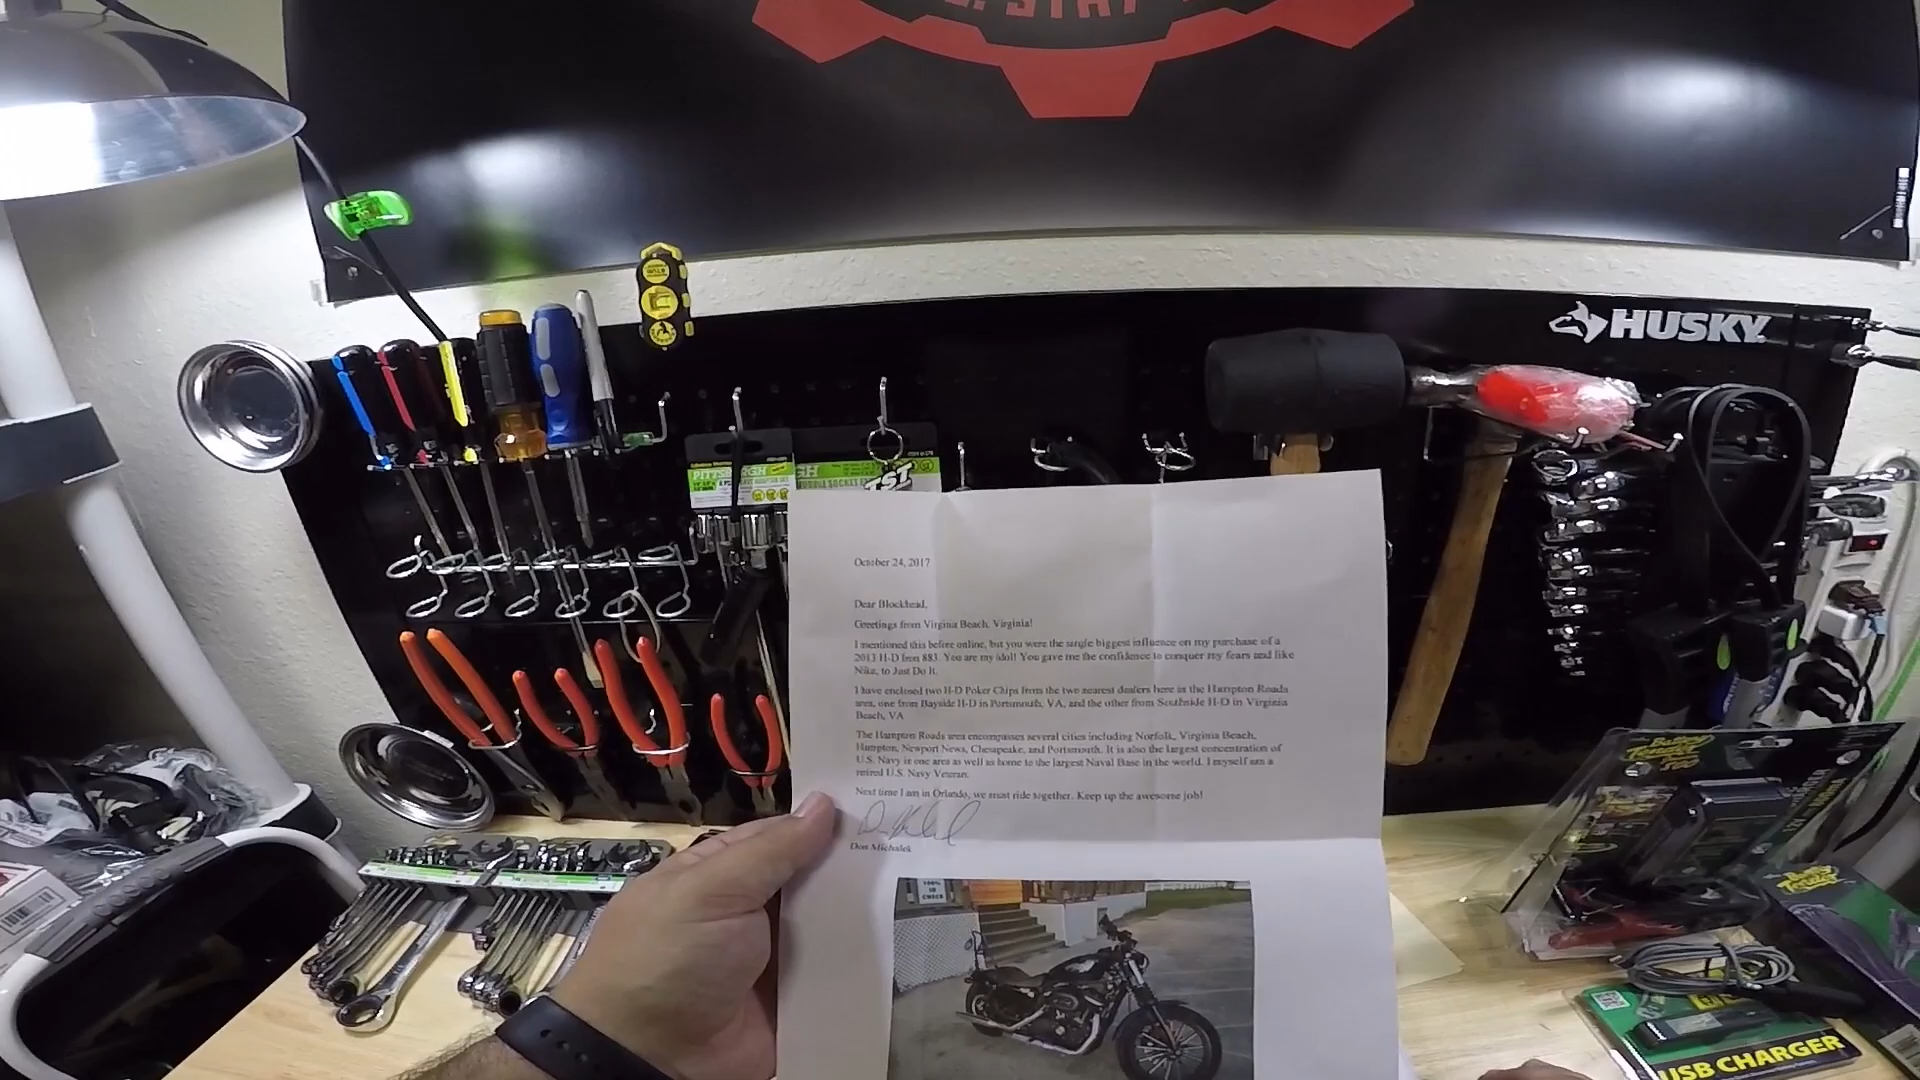 HUSKY
PITTSBURGH
TST
October 24, 2017
Dear Blockhead,
Greetings from Virginia Beach, Virginia!
I mentioned this before online, but you were the single biggest influence on my purchase of a
2013 H-D Iron 883. You are my idol! You gave me the confidence to conquer my fears and like
Nike, to Just Do It.
I have enclosed two H-D Poker Chips from the two nearest dealers here in the Hampton Roads
area, one from Bayside H-D in Portsmouth, VA, and the other from Southside H-D in Virginia
Beach, VA
The Hampton Roads area encompasses several cities including Norfolk, Virginia Beach,
Hampton, Newport News, Chesapeake, and Portsmouth. It is also the largest concentration of
U.S. Navy in one area as well as home to the largest Naval Base in the world. I myself am a
retired U.S. Navy Veteran.
Next time I am in Orlando, we must ride together. Keep up the awesome job!
Don Michalek
100%
ID
CHECK
Battery
Tender
USB CHARGER